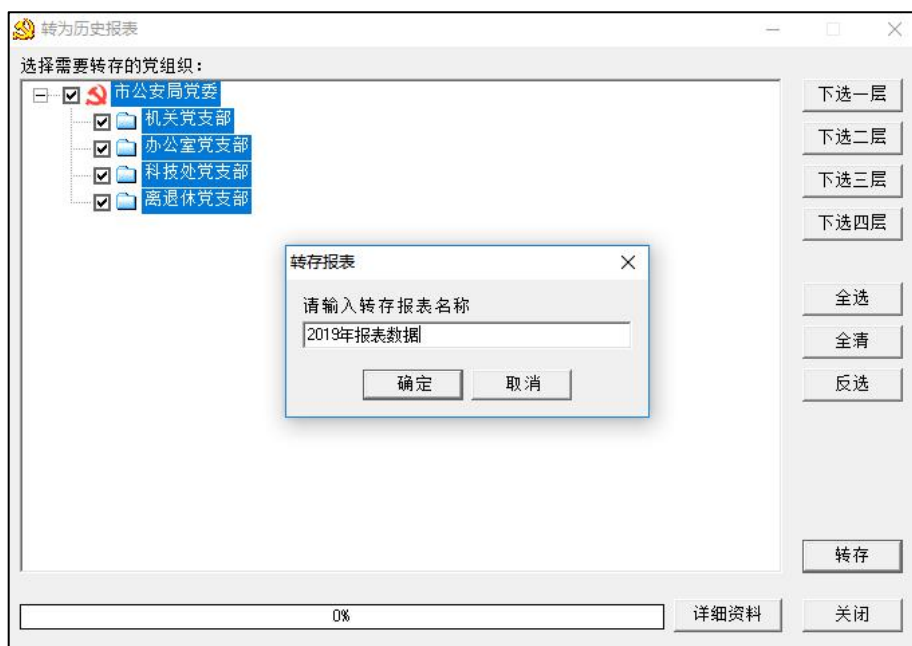 转为历史报表
选择需要转存的党组织：
市公安局党委
机关党支部
办公室党支部
科技处党支部
离退休党支部
下选一层
下选二层
下选三层
下选四层
全选
全清
反选
转存
转存报表
请输入转存报表名称
2019年报表数据
确定 取消
0%
详细资料
关闭